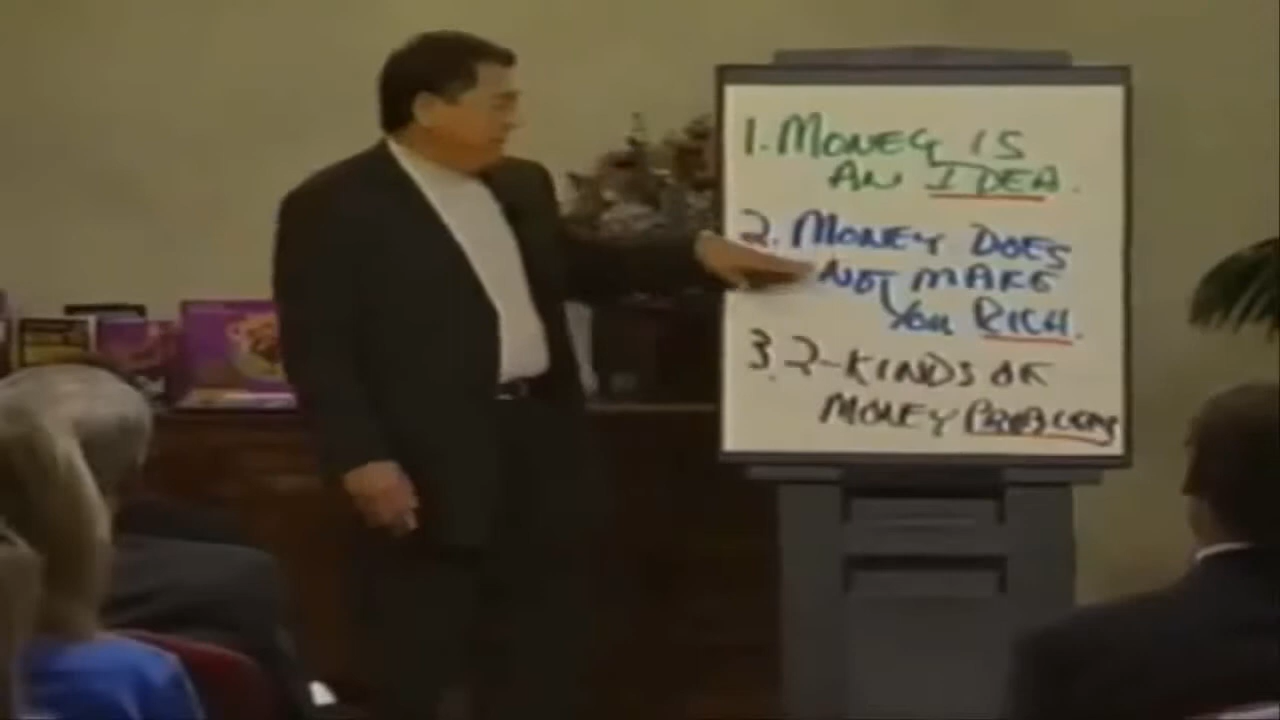 1. MONEY IS
AN IDEA.
2. MONEY DOES
NOT MAKE
YOU RICH.
3. 2-KINDS OF
MONEY PROBLEMS